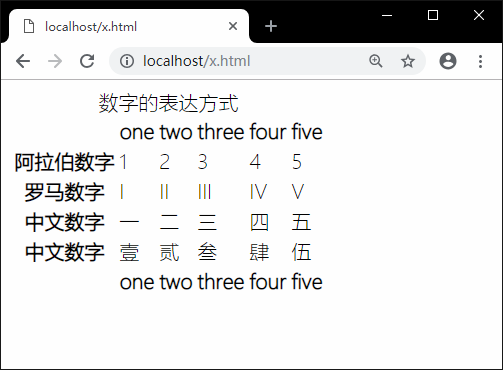 localhost/x.html
localhost/x.html
数字的表达方式
one two three four five
阿拉伯数字 1 2 3 4 5
罗马数字 I II III IV V
中文数字 一 二 三 四 五
中文数字 壹 贰 叁 肆 伍
one two three four five